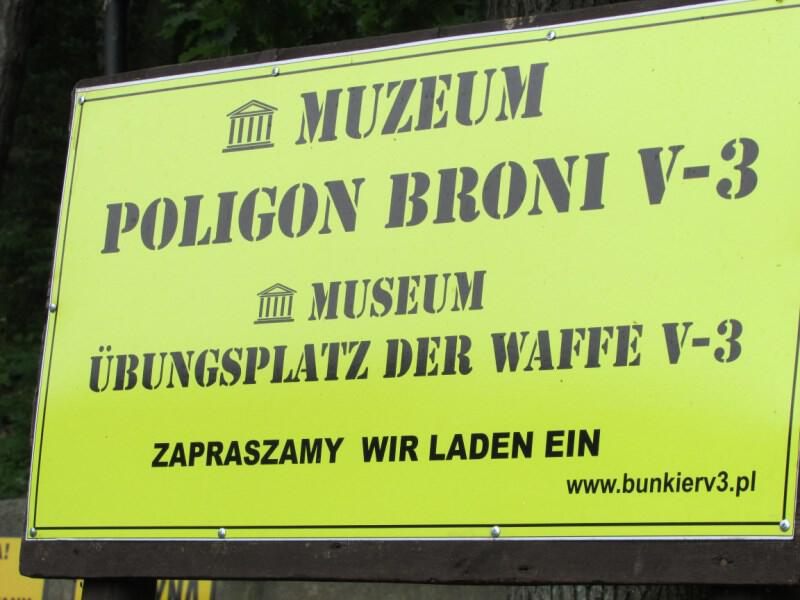 MUZEUM
POLIGON BRONI V-3
MUSEUM
ÜBUNGSPLATZ DER WAFFE V-3
ZAPRASZAMY WIR LADEN EIN
www.bunkierv3.pl